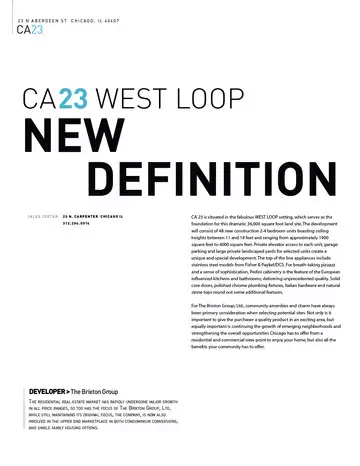 23 N ABERDEEN ST CHICAGO, IL 60607
CA23
CA23 WEST LOOP
NEW
DEFINITION
SALES CENTER: 20 N. CARPENTER CHICAGO IL
312.206.5014
CA23 is situated in the fabulous WEST LOOP setting, which serves as the
foundation for this dramatic 36,000 square foot land site. The development
will consist of 48 new construction 2-4 bedroom units boasting ceiling
heights between 11 and 18 feet and ranging from approximately 1900
square feet to 4000 square feet. Private elevator access to each unit, garage
parking and large private landscaped yards for selected units create a
unique and special development. The top of the line appliances include
stainless steel models from Fisher & Paykel/DCS. For breath-taking pizzazz
and a sense of sophistication, Pedini cabinetry is the feature of the European
influenced kitchens and bathrooms; delivering unprecedented quality. Solid
core doors, polished chrome plumbing fixtures, Italian hardware and natural
stone tops round out some additional features.
For The Brixton Group, Ltd., community amenities and charm have always
been primary consideration when selecting potential sites. Not only is it
important to give the purchaser a quality product in an exciting area, but
equally important is continuing the growth of emerging neighborhoods and
strengthening the overall opportunities Chicago has to offer from a
residential and commercial view point to enjoy your home, but also all the
benefits your community has to offer.
DEVELOPER > The Brixton Group
THE RESIDENTIAL REAL ESTATE MARKET HAS RAPIDLY UNDERGONE MAJOR GROWTH
IN ALL PRICE RANGES, SO TOO HAS THE FOCUS OF THE BRIXTON GROUP, LTD,
WHILE STILL MAINTAINING ITS ORIGINAL FOCUS, THE COMPANY, IS NOW ALSO
INVOLVED IN THE UPPER END MARKETPLACE IN BOTH CONDOMINIUM CONVERSIONS,
AND SINGLE FAMILY HOUSING OPTIONS.